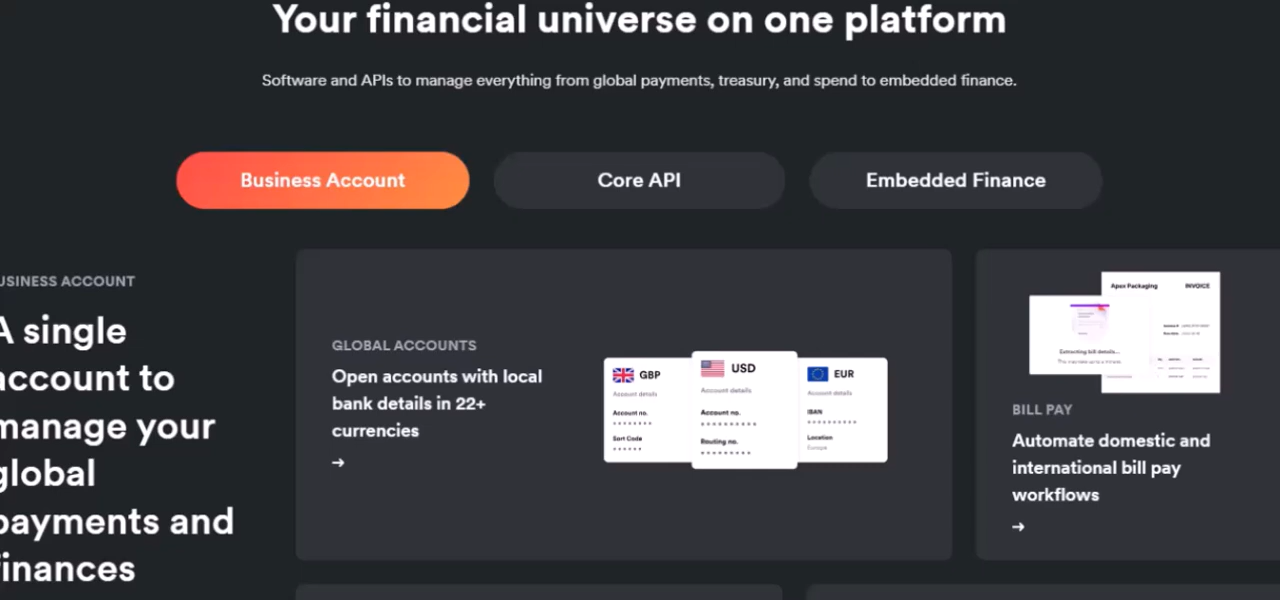 Your financial universe on one platform
Software and APIs to manage everything from global payments, treasury, and spend to embedded finance.
Business Account
Core API
Embedded Finance
USINESS ACCOUNT
A single
account to
manage your
global
payments and
finances
GLOBAL ACCOUNTS
Open accounts with local
bank details in 22+
currencies
→
GBP
Account details
Account no.
Sort Code
USD
Account details
Account no.
Routing no.
EUR
Account details
IBAN
Location
Europe
Apex Packaging
INVOICE
Extracting bill details...
BILL PAY
Automate domestic and
international bill pay
workflows
→